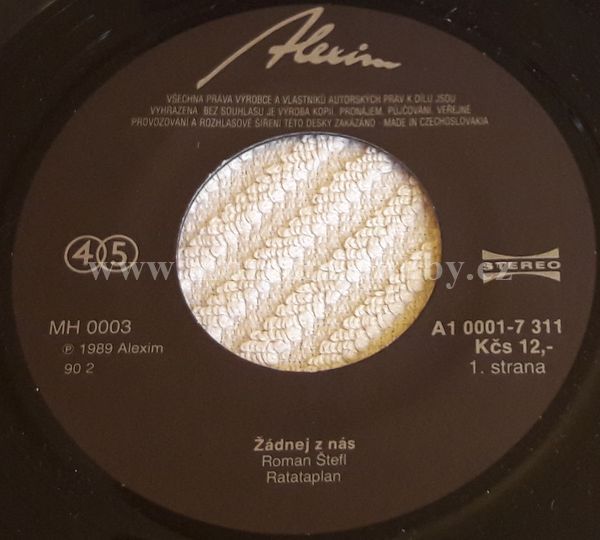 Alexim
VŠECHNA PRÁVA VÝROBCE A VLASTNÍKŮ AUTORSKÝCH PRÁV K DÍLU JSOU
VYHRAZENA. BEZ SOUHLASU JE VÝROBA KOPIÍ, PRONÁJEM, PŮJČOVÁNÍ, VEŘEJNÉ
PROVOZOVÁNÍ A ROZHLASOVÉ ŠÍŘENÍ TÉTO DESKY ZAKÁZÁNO · MADE IN CZECHOSLOVAKIA
45
STEREO
MH 0003
℗ 1989 Alexim
90 2
A1 0001-7 311
Kčs 12,-
1. strana
Žádnej z nás
Roman Štefl
Ratataplan